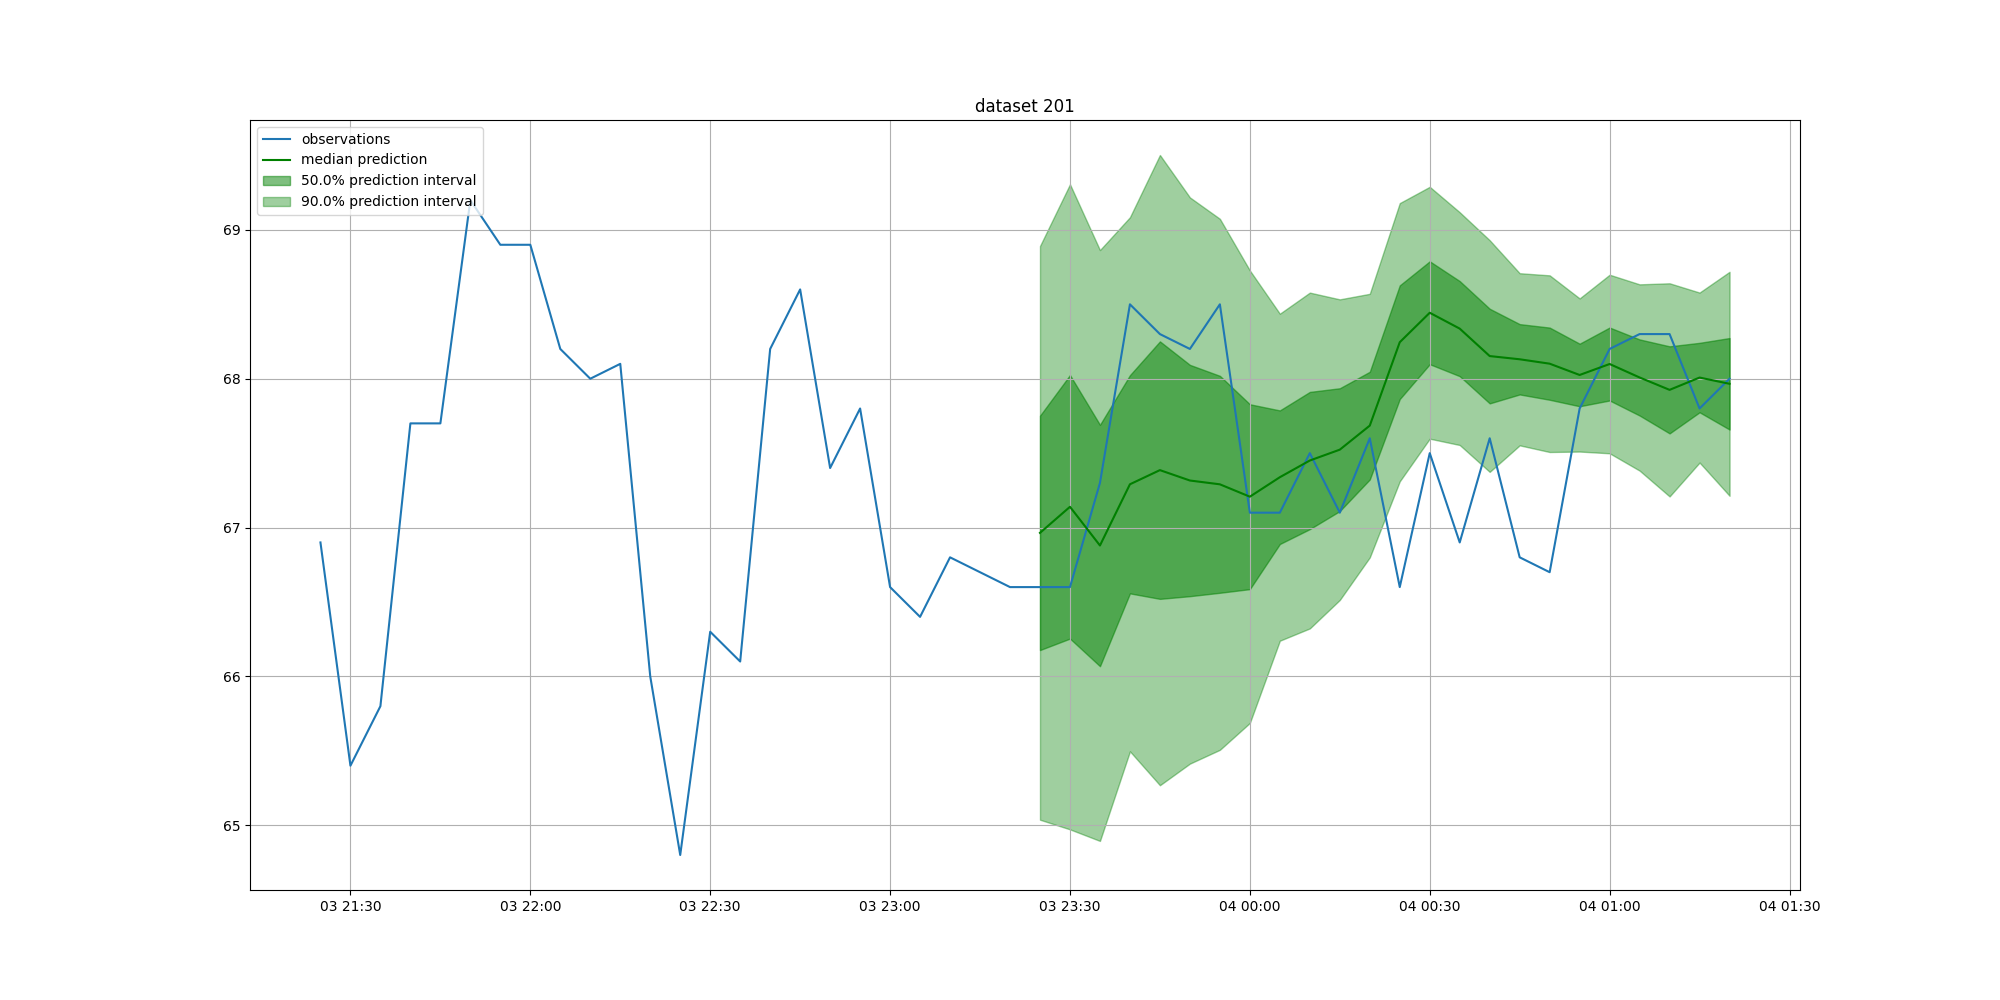 dataset 201
observations
median prediction
50.0% prediction interval
90.0% prediction interval
69
68
67
66
65
03 21:30
03 22:00
03 22:30
03 23:00
03 23:30
04 00:00
04 00:30
04 01:00
04 01:30